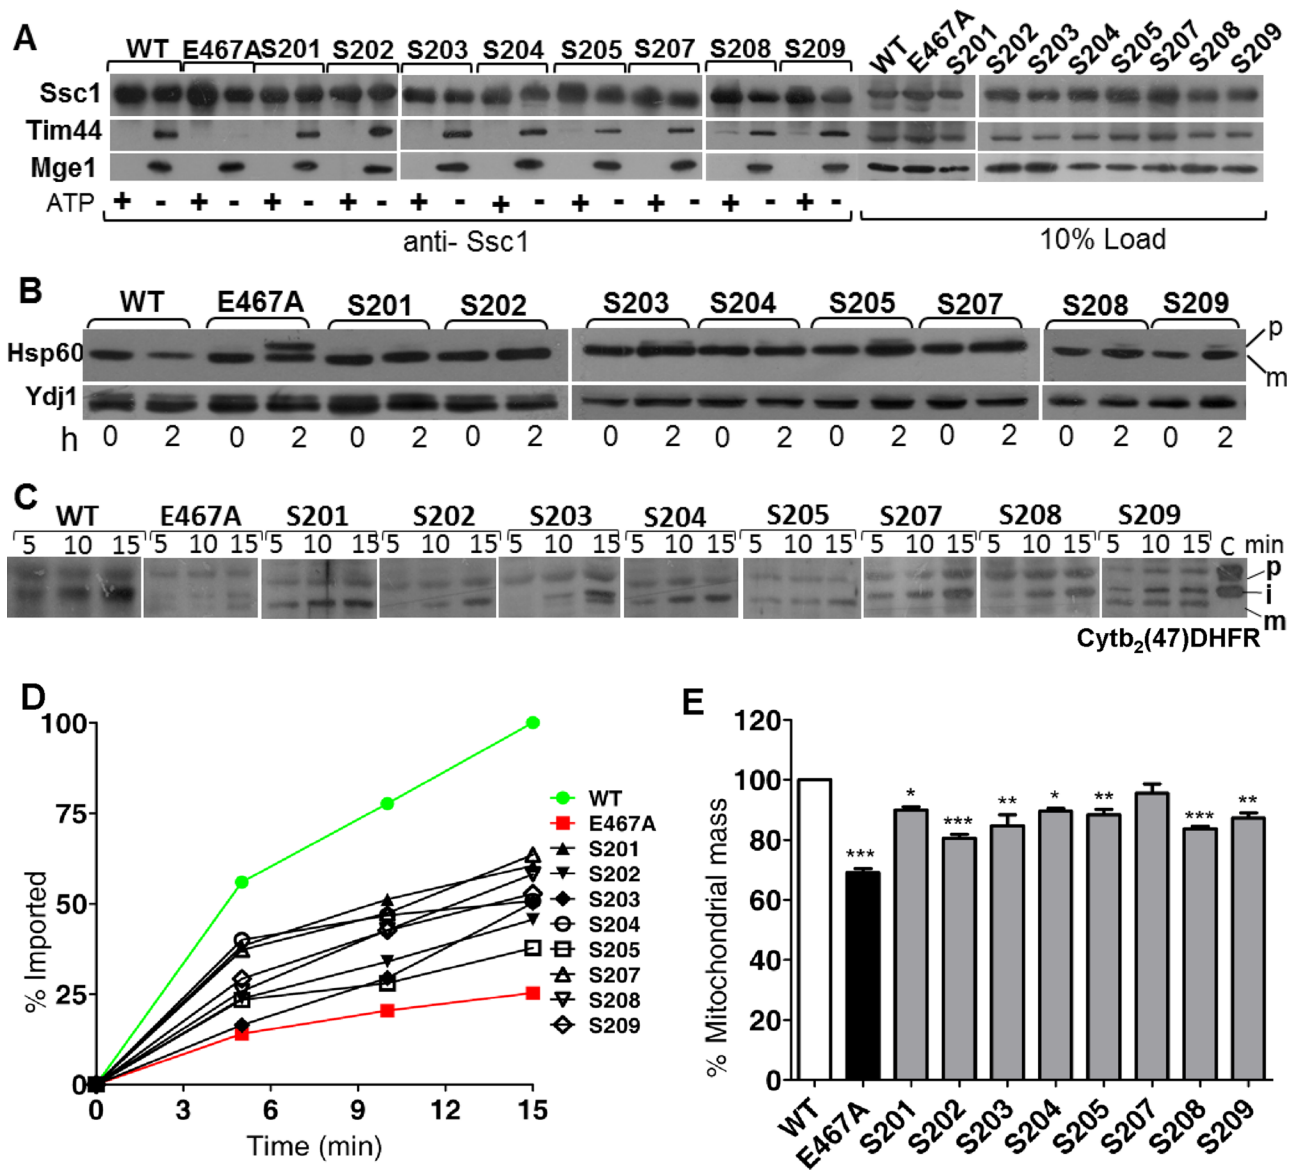 A
WT E467A S201 S202 S203 S204 S205 S207 S208 S209 WT E467A S201 S202 S203 S204 S205 S207 S208 S209
Ssc1
Tim44
Mge1
ATP + - + - + - + - + - + - + - + - + - + -
anti- Ssc1 10% Load
B
WT E467A S201 S202 S203 S204 S205 S207 S208 S209
p
Hsp60
m
Ydj1
h 0 2 0 2 0 2 0 2 0 2 0 2 0 2 0 2 0 2 0 2
C
WT E467A S201 S202 S203 S204 S205 S207 S208 S209
5 10 15 5 10 15 5 10 15 5 10 15 5 10 15 5 10 15 5 10 15 5 10 15 5 10 15 5 10 15 C min
p
i
m
Cytb2(47)DHFR
D
% Imported
100
75
50
25
0
0 3 6 9 12 15
Time (min)
WT
E467A
S201
S202
S203
S204
S205
S207
S208
S209
E
% Mitochondrial mass
120
100
80
60
40
20
0
*** * *** ** * ** *** **
WT E467A S201 S202 S203 S204 S205 S207 S208 S209